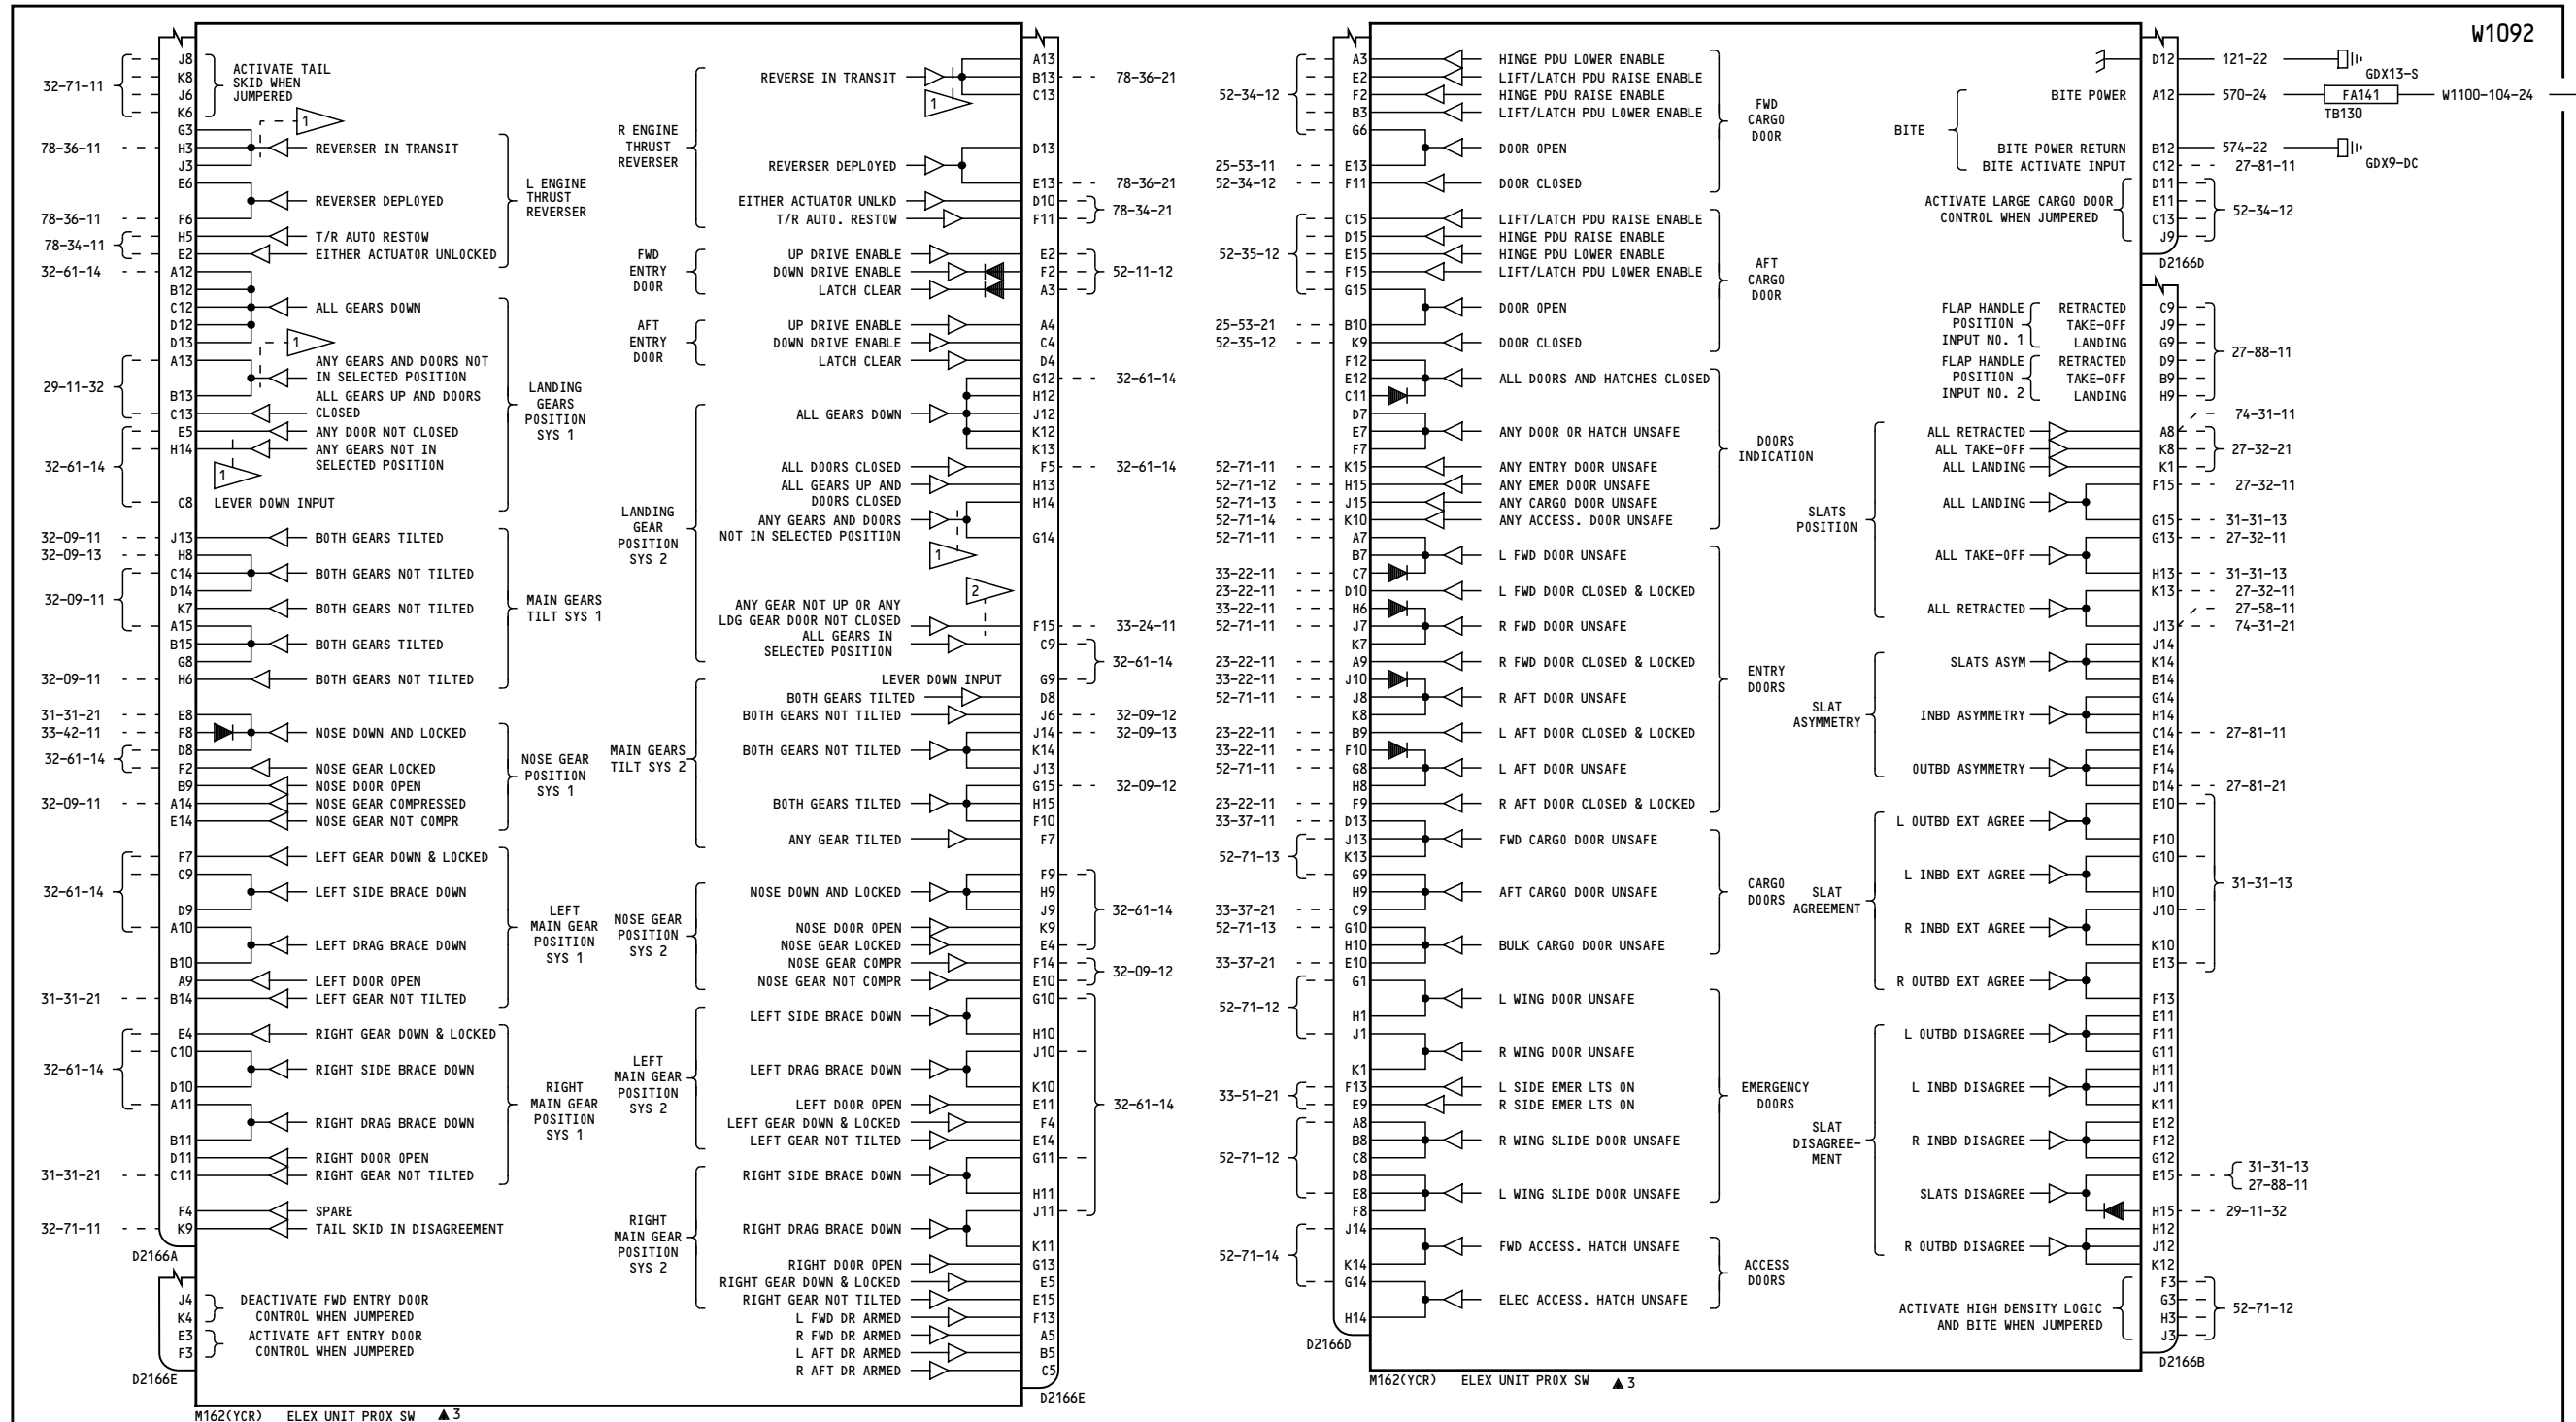 W1092
32-71-11
J8
K8
J6
K6
ACTIVATE TAIL
SKID WHEN
JUMPERED
1
G3
78-36-11
H3
REVERSER IN TRANSIT
J3
E6
REVERSER DEPLOYED
78-36-11
F6
L ENGINE
THRUST
REVERSER
78-34-11
H5
T/R AUTO RESTOW
E2
EITHER ACTUATOR UNLOCKED
32-61-14
A12
B12
C12
ALL GEARS DOWN
D12
D13
1
29-11-32
A13
ANY GEARS AND DOORS NOT
IN SELECTED POSITION
B13
ALL GEARS UP AND DOORS
C13
CLOSED
LANDING
GEARS
POSITION
SYS 1
E5
ANY DOOR NOT CLOSED
32-61-14
H14
ANY GEARS NOT IN
SELECTED POSITION
1
C8
LEVER DOWN INPUT
32-09-11
J13
BOTH GEARS TILTED
32-09-13
H8
C14
BOTH GEARS NOT TILTED
32-09-11
D14
K7
BOTH GEARS NOT TILTED
MAIN GEARS
TILT SYS 1
A15
B15
BOTH GEARS TILTED
G8
32-09-11
H6
BOTH GEARS NOT TILTED
31-31-21
E8
33-42-11
F8
NOSE DOWN AND LOCKED
32-61-14
D8
F2
NOSE GEAR LOCKED
B9
NOSE DOOR OPEN
32-09-11
A14
NOSE GEAR COMPRESSED
E14
NOSE GEAR NOT COMPR
NOSE GEAR
POSITION
SYS 1
F7
LEFT GEAR DOWN & LOCKED
C9
32-61-14
LEFT SIDE BRACE DOWN
D9
A10
LEFT DRAG BRACE DOWN
B10
A9
LEFT DOOR OPEN
31-31-21
B14
LEFT GEAR NOT TILTED
LEFT
MAIN GEAR
POSITION
SYS 1
E4
RIGHT GEAR DOWN & LOCKED
C10
32-61-14
RIGHT SIDE BRACE DOWN
D10
A11
RIGHT DRAG BRACE DOWN
B11
D11
RIGHT DOOR OPEN
31-31-21
C11
RIGHT GEAR NOT TILTED
RIGHT
MAIN GEAR
POSITION
SYS 1
F4
SPARE
32-71-11
K9
TAIL SKID IN DISAGREEMENT
D2166A
J4
K4
DEACTIVATE FWD ENTRY DOOR
CONTROL WHEN JUMPERED
E3
F3
ACTIVATE AFT ENTRY DOOR
CONTROL WHEN JUMPERED
D2166E
M162(YCR) ELEX UNIT PROX SW ▲3
R ENGINE
THRUST
REVERSER
REVERSE IN TRANSIT
1
A13
B13
78-36-21
C13
REVERSER DEPLOYED
D13
E13
78-36-21
EITHER ACTUATOR UNLKD
D10
T/R AUTO. RESTOW
F11
78-34-21
FWD
ENTRY
DOOR
UP DRIVE ENABLE
E2
DOWN DRIVE ENABLE
F2
52-11-12
LATCH CLEAR
A3
AFT
ENTRY
DOOR
UP DRIVE ENABLE
A4
DOWN DRIVE ENABLE
C4
LATCH CLEAR
D4
LANDING
GEAR
POSITION
SYS 2
G12
32-61-14
H12
ALL GEARS DOWN
J12
K12
K13
ALL DOORS CLOSED
F5
32-61-14
ALL GEARS UP AND
DOORS CLOSED
H13
H14
ANY GEARS AND DOORS
NOT IN SELECTED POSITION
G14
1
2
ANY GEAR NOT UP OR ANY
LDG GEAR DOOR NOT CLOSED
F15
33-24-11
ALL GEARS IN
SELECTED POSITION
C9
32-61-14
LEVER DOWN INPUT
G9
MAIN GEARS
TILT SYS 2
BOTH GEARS TILTED
D8
BOTH GEARS NOT TILTED
J6
32-09-12
J14
32-09-13
BOTH GEARS NOT TILTED
K14
J13
G15
32-09-12
BOTH GEARS TILTED
H15
F10
ANY GEAR TILTED
F7
NOSE GEAR
POSITION
SYS 2
F9
NOSE DOWN AND LOCKED
H9
J9
32-61-14
NOSE DOOR OPEN
K9
NOSE GEAR LOCKED
E4
NOSE GEAR COMPR
F14
32-09-12
NOSE GEAR NOT COMPR
E10
LEFT
MAIN GEAR
POSITION
SYS 2
G10
LEFT SIDE BRACE DOWN
H10
J10
LEFT DRAG BRACE DOWN
K10
LEFT DOOR OPEN
E11
32-61-14
LEFT GEAR DOWN & LOCKED
F4
LEFT GEAR NOT TILTED
E14
RIGHT
MAIN GEAR
POSITION
SYS 2
G11
RIGHT SIDE BRACE DOWN
H11
J11
RIGHT DRAG BRACE DOWN
K11
RIGHT DOOR OPEN
G13
RIGHT GEAR DOWN & LOCKED
E5
RIGHT GEAR NOT TILTED
E15
L FWD DR ARMED
F13
R FWD DR ARMED
A5
L AFT DR ARMED
B5
R AFT DR ARMED
C5
D2166E
52-34-12
A3
HINGE PDU LOWER ENABLE
E2
LIFT/LATCH PDU RAISE ENABLE
F2
HINGE PDU RAISE ENABLE
B3
LIFT/LATCH PDU LOWER ENABLE
G6
DOOR OPEN
25-53-11
E13
52-34-12
F11
DOOR CLOSED
FWD
CARGO
DOOR
52-35-12
C15
LIFT/LATCH PDU RAISE ENABLE
D15
HINGE PDU RAISE ENABLE
E15
HINGE PDU LOWER ENABLE
F15
LIFT/LATCH PDU LOWER ENABLE
G15
DOOR OPEN
25-53-21
B10
52-35-12
K9
DOOR CLOSED
AFT
CARGO
DOOR
F12
E12
ALL DOORS AND HATCHES CLOSED
C11
D7
E7
ANY DOOR OR HATCH UNSAFE
F7
52-71-11
K15
ANY ENTRY DOOR UNSAFE
52-71-12
H15
ANY EMER DOOR UNSAFE
52-71-13
J15
ANY CARGO DOOR UNSAFE
52-71-14
K10
ANY ACCESS. DOOR UNSAFE
DOORS
INDICATION
52-71-11
A7
B7
L FWD DOOR UNSAFE
33-22-11
C7
23-22-11
D10
L FWD DOOR CLOSED & LOCKED
33-22-11
H6
52-71-11
J7
R FWD DOOR UNSAFE
K7
23-22-11
A9
R FWD DOOR CLOSED & LOCKED
33-22-11
J10
52-71-11
J8
R AFT DOOR UNSAFE
K8
23-22-11
B9
L AFT DOOR CLOSED & LOCKED
33-22-11
F10
52-71-11
G8
L AFT DOOR UNSAFE
H8
23-22-11
F9
R AFT DOOR CLOSED & LOCKED
ENTRY
DOORS
33-37-11
D13
52-71-13
J13
FWD CARGO DOOR UNSAFE
K13
G9
H9
AFT CARGO DOOR UNSAFE
33-37-21
C9
52-71-13
G10
H10
BULK CARGO DOOR UNSAFE
33-37-21
E10
CARGO
DOORS
52-71-12
G1
L WING DOOR UNSAFE
H1
J1
R WING DOOR UNSAFE
K1
33-51-21
F13
L SIDE EMER LTS ON
E9
R SIDE EMER LTS ON
EMERGENCY
DOORS
52-71-12
A8
B8
R WING SLIDE DOOR UNSAFE
C8
D8
E8
L WING SLIDE DOOR UNSAFE
F8
52-71-14
J14
FWD ACCESS. HATCH UNSAFE
K14
G14
ELEC ACCESS. HATCH UNSAFE
H14
ACCESS
DOORS
D2166D
M162(YCR) ELEX UNIT PROX SW ▲3
D12
121-22
GDX13-S
BITE
BITE POWER
A12
570-24
FA141
TB130
W1100-104-24
BITE POWER RETURN
B12
574-22
GDX9-DC
BITE ACTIVATE INPUT
C12
27-81-11
ACTIVATE LARGE CARGO DOOR
CONTROL WHEN JUMPERED
D11
E11
C13
J9
52-34-12
D2166D
FLAP HANDLE
POSITION
INPUT NO. 1
RETRACTED
TAKE-OFF
LANDING
C9
J9
G9
FLAP HANDLE
POSITION
INPUT NO. 2
RETRACTED
TAKE-OFF
LANDING
D9
B9
H9
27-88-11
SLATS
POSITION
74-31-11
ALL RETRACTED
A8
ALL TAKE-OFF
K8
27-32-21
ALL LANDING
K1
F15
27-32-11
ALL LANDING
G15
31-31-13
G13
27-32-11
ALL TAKE-OFF
H13
31-31-13
K13
27-32-11
ALL RETRACTED
27-58-11
J13
74-31-21
SLAT
ASYMMETRY
J14
SLATS ASYM
K14
B14
G14
INBD ASYMMETRY
H14
C14
27-81-11
E14
OUTBD ASYMMETRY
F14
D14
27-81-21
SLAT
AGREEMENT
E10
L OUTBD EXT AGREE
F10
G10
L INBD EXT AGREE
H10
31-31-13
J10
R INBD EXT AGREE
K10
E13
R OUTBD EXT AGREE
F13
SLAT
DISAGREE-
MENT
E11
L OUTBD DISAGREE
F11
G11
H11
L INBD DISAGREE
J11
K11
E12
R INBD DISAGREE
F12
G12
E15
31-31-13
27-88-11
SLATS DISAGREE
H15
29-11-32
H12
R OUTBD DISAGREE
J12
K12
ACTIVATE HIGH DENSITY LOGIC
AND BITE WHEN JUMPERED
F3
G3
H3
J3
52-71-12
D2166B